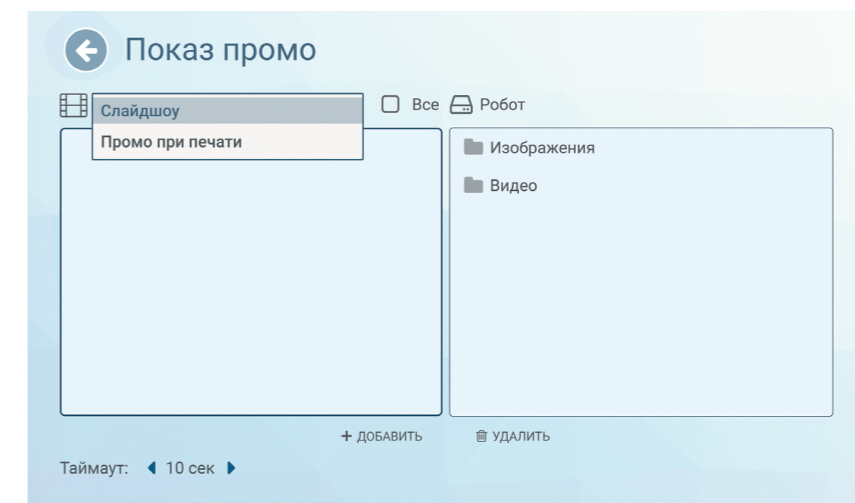 Показ промо
Слайдшоу
Промо при печати
Все
Робот
Изображения
Видео
+ ДОБАВИТЬ
УДАЛИТЬ
Таймаут: 10 сек